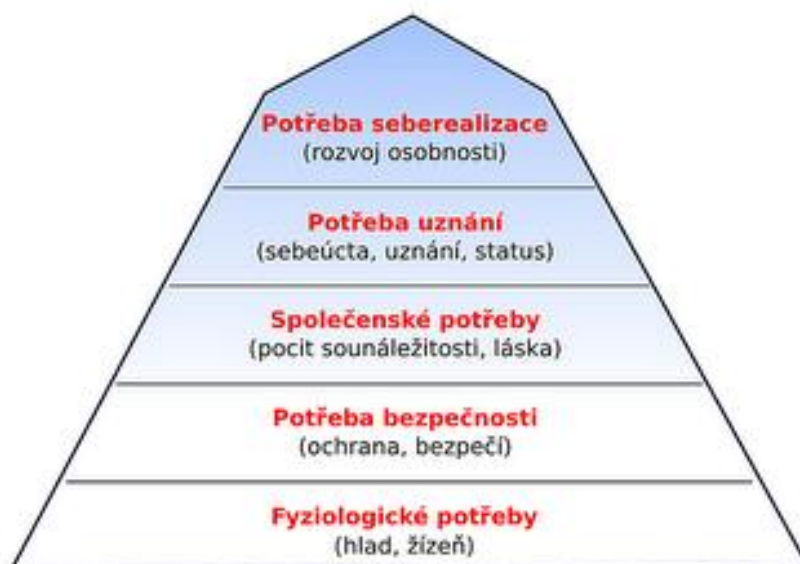 Potřeba seberealizace
(rozvoj osobnosti)
Potřeba uznání
(sebeúcta, uznání, status)
Společenské potřeby
(pocit sounáležitosti, láska)
Potřeba bezpečnosti
(ochrana, bezpečí)
Fyziologické potřeby
(hlad, žízeň)